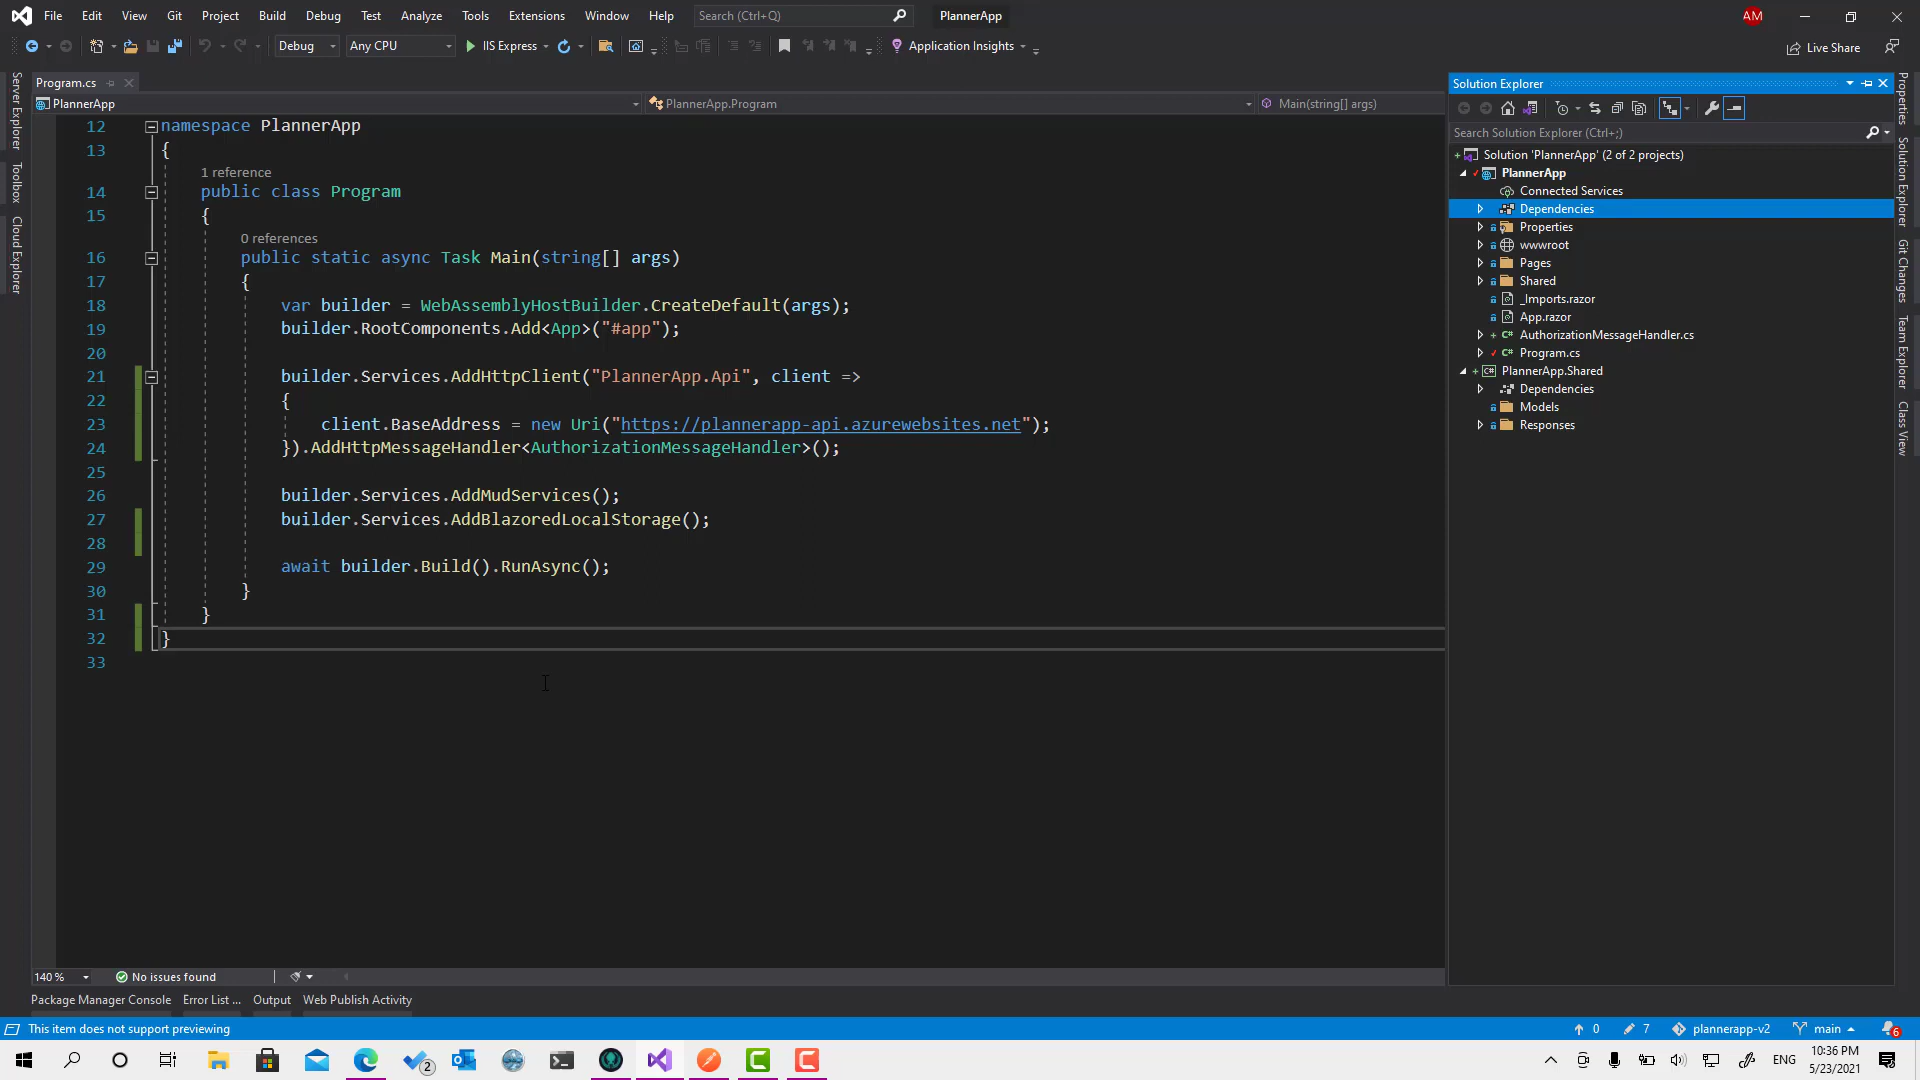 File Edit View Git Project Build Debug Test Analyze Tools Extensions Window Help Search (Ctrl+Q) PlannerApp AM
Debug Any CPU IIS Express Application Insights Live Share
Program.cs
PlannerApp PlannerApp.Program Main(string[] args)
Server Explorer
Toolbox
Cloud Explorer
12 namespace PlannerApp
13 {
1 reference
14 public class Program
15 {
0 references
16 public static async Task Main(string[] args)
17 {
18 var builder = WebAssemblyHostBuilder.CreateDefault(args);
19 builder.RootComponents.Add<App>("#app");
20
21 builder.Services.AddHttpClient("PlannerApp.Api", client =>
22 {
23 client.BaseAddress = new Uri("https://plannerapp-api.azurewebsites.net");
24 }).AddHttpMessageHandler<AuthorizationMessageHandler>();
25
26 builder.Services.AddMudServices();
27 builder.Services.AddBlazoredLocalStorage();
28
29 await builder.Build().RunAsync();
30 }
31 }
32 }
33
140 % No issues found
Package Manager Console Error List ... Output Web Publish Activity
Solution Explorer
Search Solution Explorer (Ctrl+;)
Solution 'PlannerApp' (2 of 2 projects)
PlannerApp
Connected Services
Dependencies
Properties
wwwroot
Pages
Shared
_Imports.razor
App.razor
AuthorizationMessageHandler.cs
Program.cs
PlannerApp.Shared
Dependencies
Models
Responses
Properties
Solution Explorer
Git Changes
Team Explorer
Class View
This item does not support previewing 0 7 plannerapp-v2 main 6
2 ENG 10:36 PM
5/23/2021